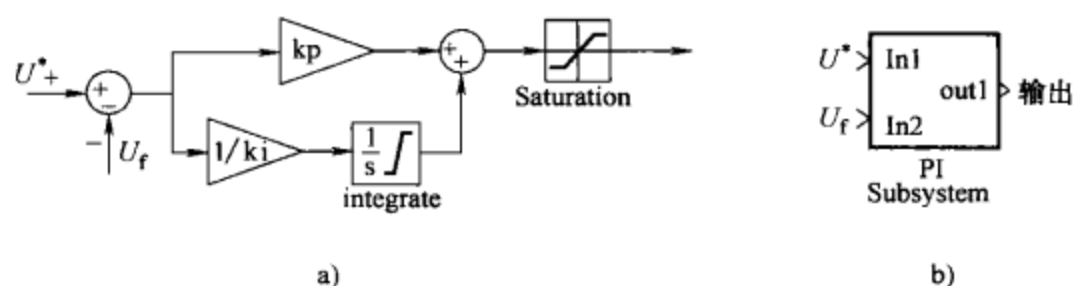 kp
U*+
+
-
+
+
Saturation
- Uf
1/ki
1
s
integrate
a)
U*
In1
out1
输出
Uf
In2
PI
Subsystem
b)